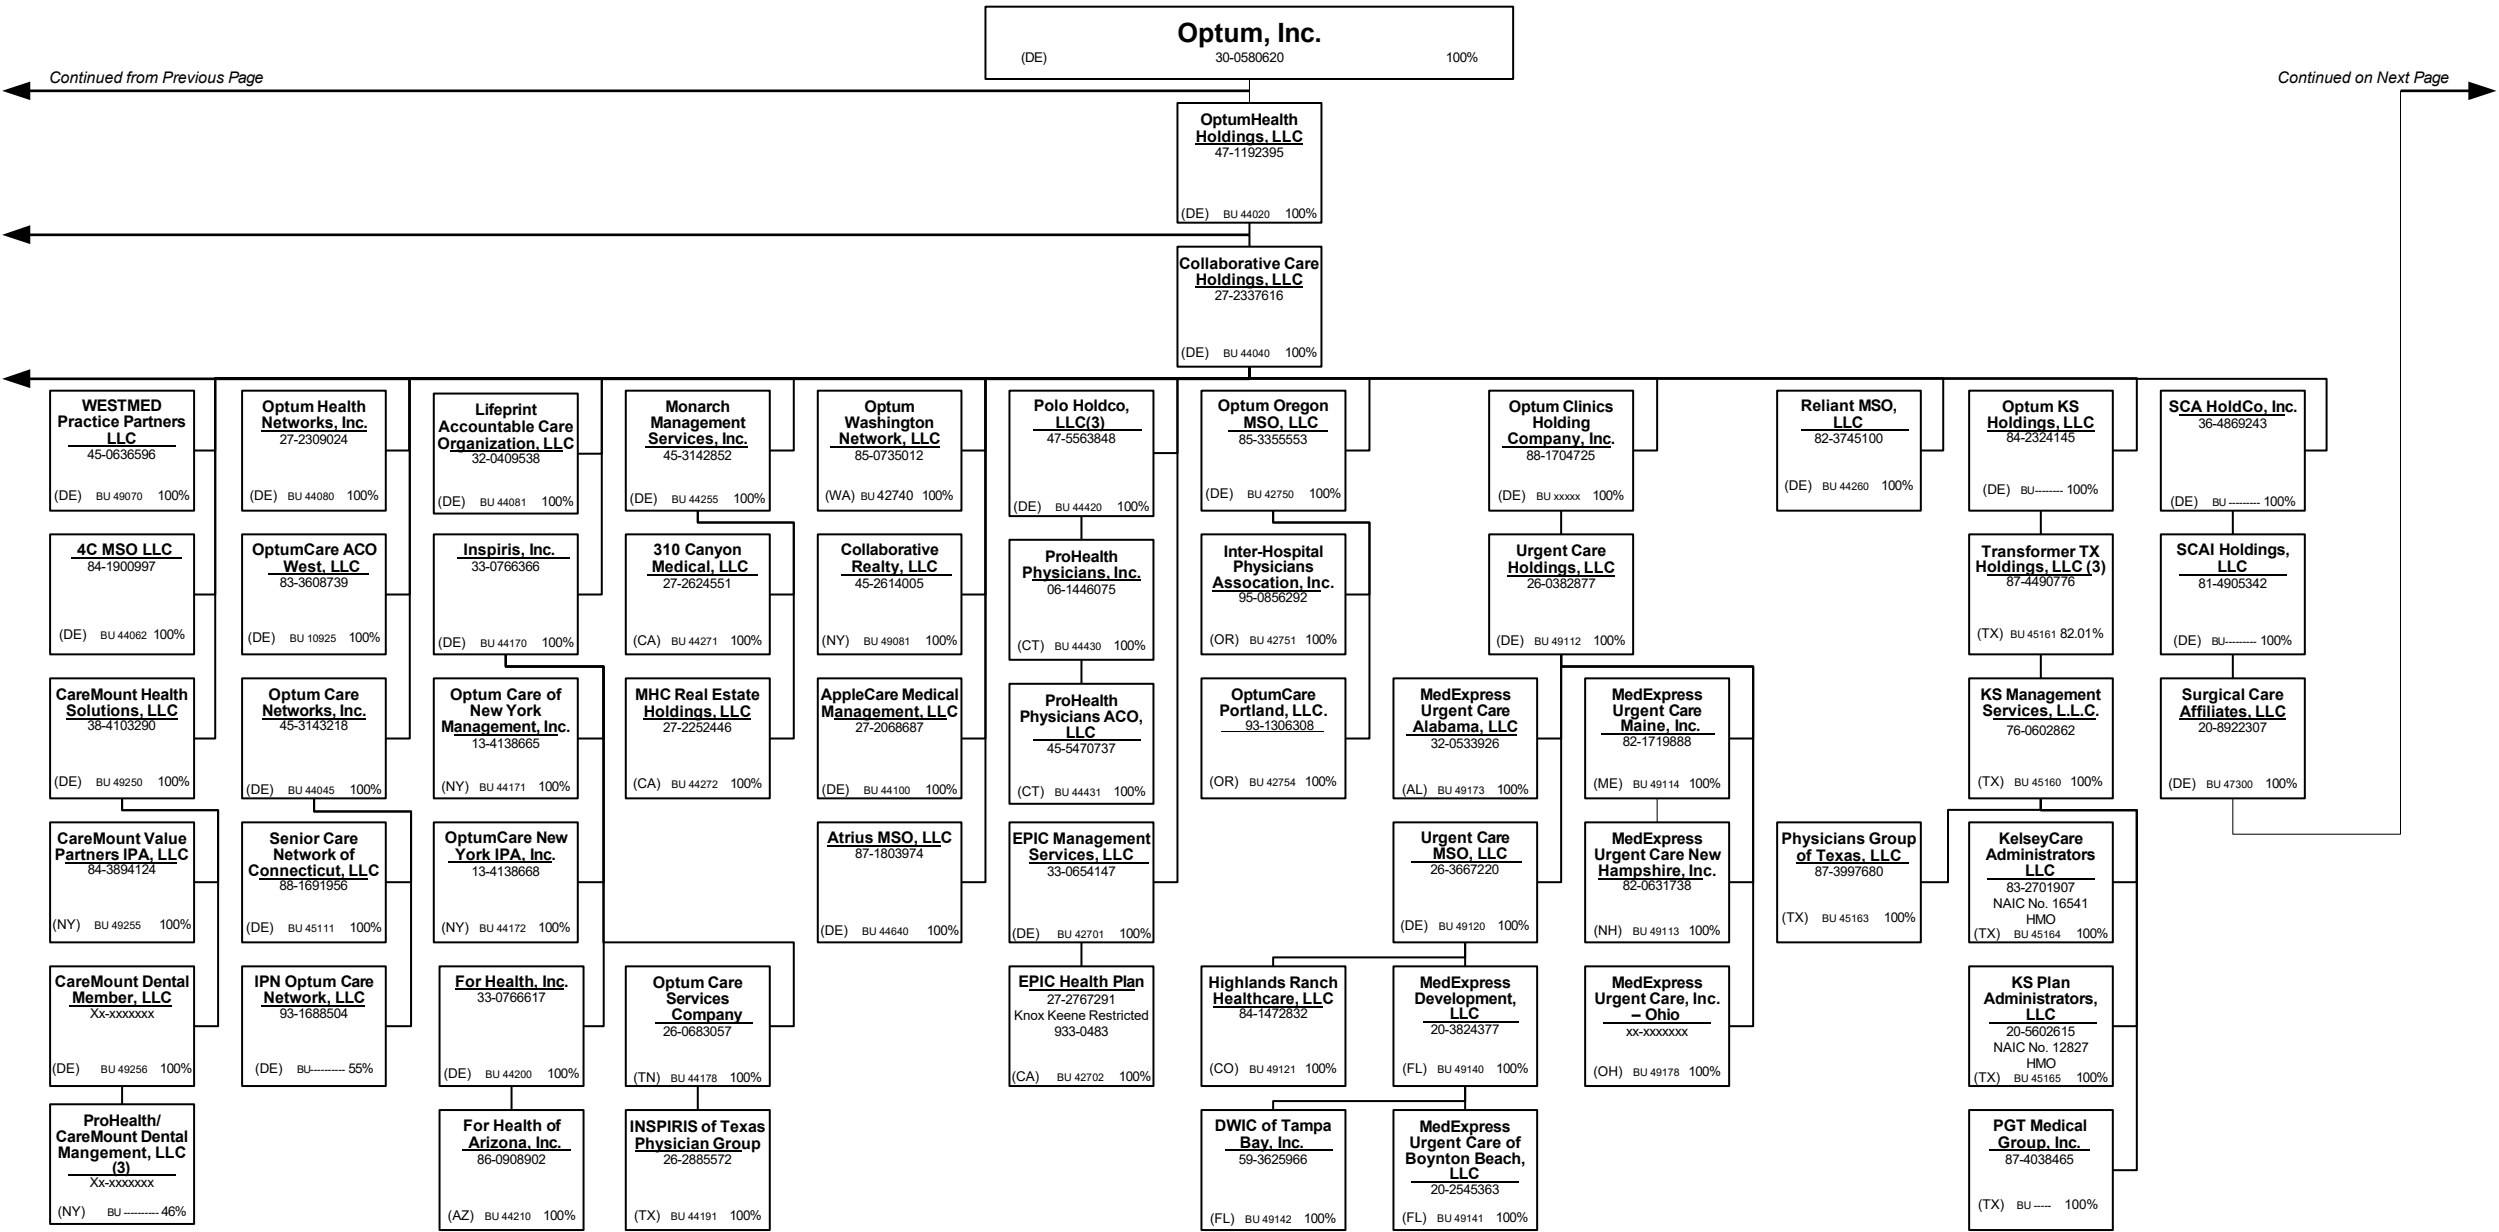 Optum, Inc.
(DE) 30-0580620 100%
Continued from Previous Page
Continued on Next Page
OptumHealth
Holdings, LLC
47-1192395
(DE) BU 44020 100%
Collaborative Care
Holdings, LLC
27-2337616
(DE) BU 44040 100%
WESTMED
Practice Partners
LLC
45-0636596
(DE) BU 49070 100%
Optum Health
Networks, Inc.
27-2309024
(DE) BU 44080 100%
Lifeprint
Accountable Care
Organization, LLC
32-0409538
(DE) BU 44081 100%
Monarch
Management
Services, Inc.
45-3142852
(DE) BU 44255 100%
Optum
Washington
Network, LLC
85-0735012
(WA) BU 42740 100%
Polo Holdco,
LLC(3)
47-5563848
(DE) BU 44420 100%
Optum Oregon
MSO, LLC
85-3355553
(DE) BU 42750 100%
Optum Clinics
Holding
Company, Inc.
88-1704725
(DE) BU xxxxx 100%
Reliant MSO,
LLC
82-3745100
(DE) BU 44260 100%
Optum KS
Holdings, LLC
84-2324145
(DE) BU-------- 100%
SCA HoldCo, Inc.
36-4869243
(DE) BU --------- 100%
4C MSO LLC
84-1900997
(DE) BU 44062 100%
OptumCare ACO
West, LLC
83-3608739
(DE) BU 10925 100%
Inspiris, Inc.
33-0766366
(DE) BU 44170 100%
310 Canyon
Medical, LLC
27-2624551
(CA) BU 44271 100%
Collaborative
Realty, LLC
45-2614005
(NY) BU 49081 100%
ProHealth
Physicians, Inc.
06-1446075
(CT) BU 44430 100%
Inter-Hospital
Physicians
Assocation, Inc.
95-0856292
(OR) BU 42751 100%
Urgent Care
Holdings, LLC
26-0382877
(DE) BU 49112 100%
Transformer TX
Holdings, LLC (3)
87-4490776
(TX) BU 45161 82.01%
SCAI Holdings,
LLC
81-4905342
(DE) BU--------- 100%
CareMount Health
Solutions, LLC
38-4103290
(DE) BU 49250 100%
Optum Care
Networks, Inc.
45-3143218
(DE) BU 44045 100%
Optum Care of
New York
Management, Inc.
13-4138665
(NY) BU 44171 100%
MHC Real Estate
Holdings, LLC
27-2252446
(CA) BU 44272 100%
AppleCare Medical
Management, LLC
27-2068687
(DE) BU 44100 100%
ProHealth
Physicians ACO,
LLC
45-5470737
(CT) BU 44431 100%
OptumCare
Portland, LLC.
93-1306308
(OR) BU 42754 100%
MedExpress
Urgent Care
Alabama, LLC
32-0533926
(AL) BU 49173 100%
MedExpress
Urgent Care
Maine, Inc.
82-1719888
(ME) BU 49114 100%
KS Management
Services, L.L.C.
76-0602862
(TX) BU 45160 100%
Surgical Care
Affiliates, LLC
20-8922307
(DE) BU 47300 100%
CareMount Value
Partners IPA, LLC
84-3894124
(NY) BU 49255 100%
Senior Care
Network of
Connecticut, LLC
88-1691956
(DE) BU 45111 100%
OptumCare New
York IPA, Inc.
13-4138668
(NY) BU 44172 100%
Atrius MSO, LLC
87-1803974
(DE) BU 44640 100%
EPIC Management
Services, LLC
33-0654147
(DE) BU 42701 100%
Urgent Care
MSO, LLC
26-3667220
(DE) BU 49120 100%
MedExpress
Urgent Care New
Hampshire, Inc.
82-0631738
(NH) BU 49113 100%
Physicians Group
of Texas, LLC
87-3997680
(TX) BU 45163 100%
KelseyCare
Administrators
LLC
83-2701907
NAIC No. 16541
HMO
(TX) BU 45164 100%
CareMount Dental
Member, LLC
Xx-xxxxxxx
(DE) BU 49256 100%
IPN Optum Care
Network, LLC
93-1688504
(DE) BU---------- 55%
For Health, Inc.
33-0766617
(DE) BU 44200 100%
Optum Care
Services
Company
26-0683057
(TN) BU 44178 100%
EPIC Health Plan
27-2767291
Knox Keene Restricted
933-0483
(CA) BU 42702 100%
Highlands Ranch
Healthcare, LLC
84-1472832
(CO) BU 49121 100%
MedExpress
Development,
LLC
20-3824377
(FL) BU 49140 100%
MedExpress
Urgent Care, Inc.
– Ohio
xx-xxxxxxx
(OH) BU 49178 100%
KS Plan
Administrators,
LLC
20-5602615
NAIC No. 12827
HMO
(TX) BU 45165 100%
ProHealth/
CareMount Dental
Mangement, LLC
(3)
Xx-xxxxxxx
(NY) BU ---------- 46%
For Health of
Arizona, Inc.
86-0908902
(AZ) BU 44210 100%
INSPIRIS of Texas
Physician Group
26-2885572
(TX) BU 44191 100%
DWIC of Tampa
Bay, Inc.
59-3625966
(FL) BU 49142 100%
MedExpress
Urgent Care of
Boynton Beach,
LLC
20-2545363
(FL) BU 49141 100%
PGT Medical
Group, Inc.
87-4038465
(TX) BU ----- 100%